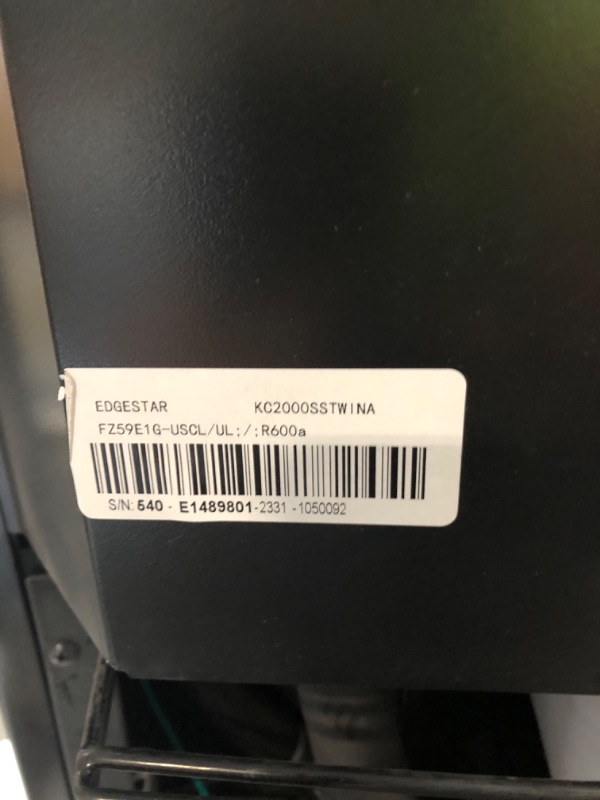 EDGESTAR KC2000SSTWINA
FZ59E1G-USCL/UL;/;R600a
S/N: 540 - E1489801-2331 -1050092